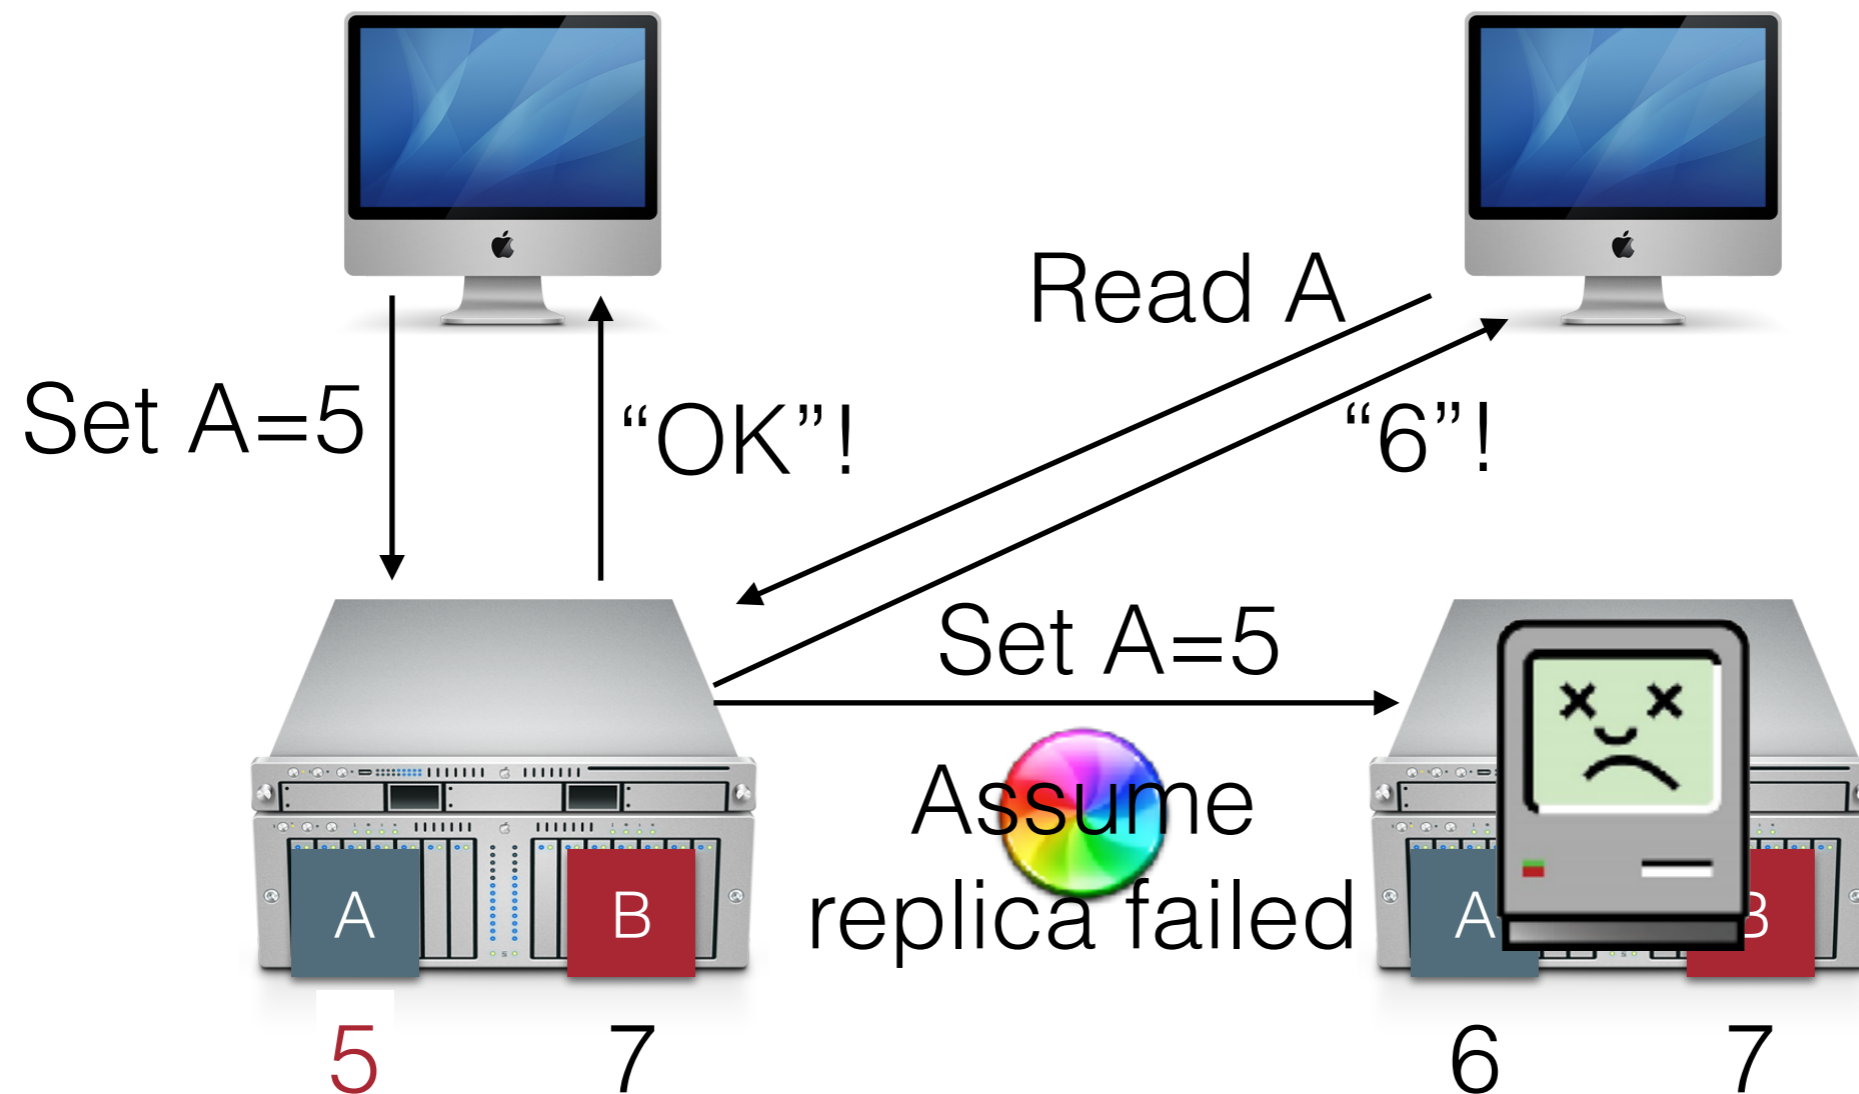 Read A
Set A=5
“OK”!
“6”!
Set A=5
Assume
replica failed
A
B
A
B
5
7
6
7